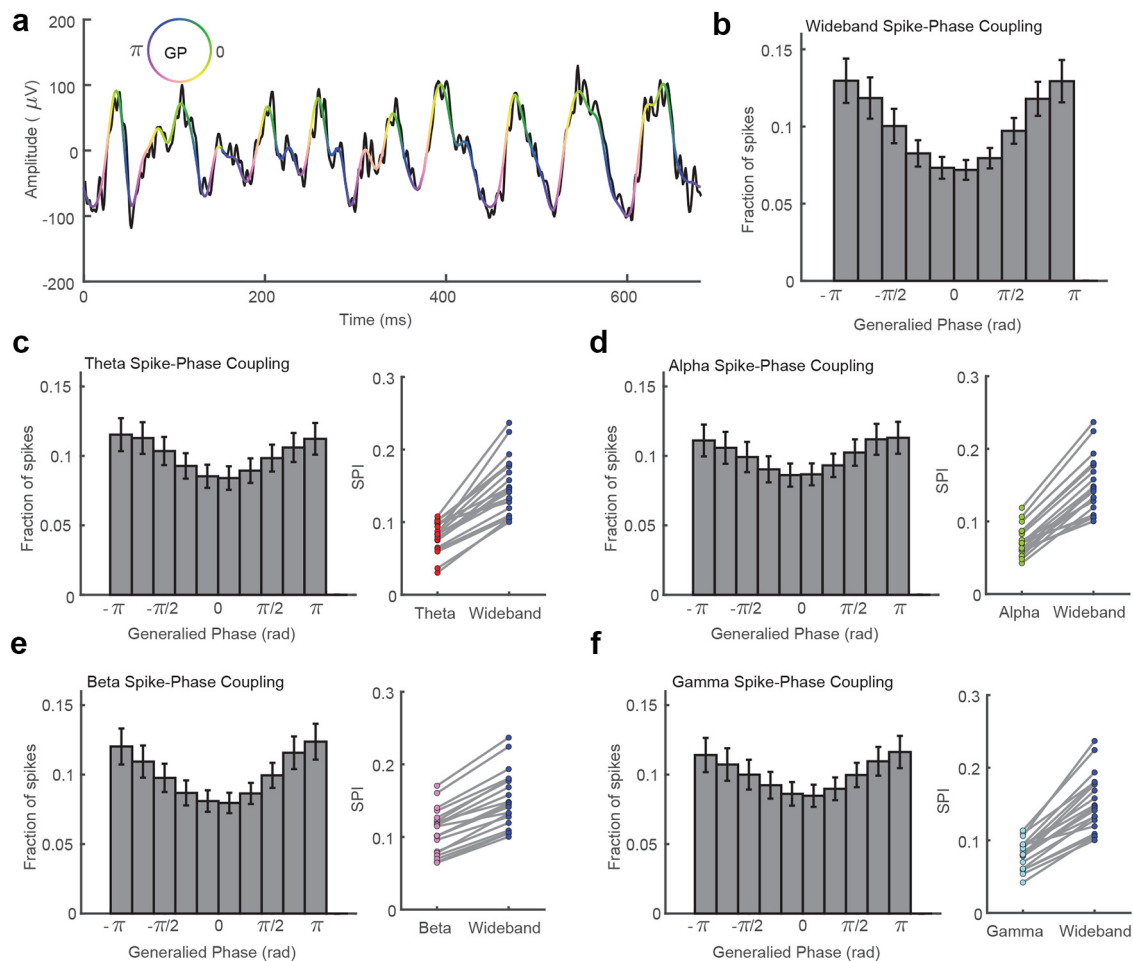 a
200
100
0
-100
-200
Amplitude ( μV)
π GP 0
0 200 400 600
Time (ms)
b
Wideband Spike-Phase Coupling
0.15
0.1
0.05
0
Fraction of spikes
-π -π/2 0 π/2 π
Generalied Phase (rad)
c
Theta Spike-Phase Coupling
0.15
0.1
0.05
0
Fraction of spikes
-π -π/2 0 π/2 π
Generalied Phase (rad)
0.3
0.2
0.1
0
SPI
Theta Wideband
d
Alpha Spike-Phase Coupling
0.15
0.1
0.05
0
Fraction of spikes
-π -π/2 0 π/2 π
Generalied Phase (rad)
0.3
0.2
0.1
0
SPI
Alpha Wideband
e
Beta Spike-Phase Coupling
0.15
0.1
0.05
0
Fraction of spikes
-π -π/2 0 π/2 π
Generalied Phase (rad)
0.3
0.2
0.1
0
SPI
Beta Wideband
f
Gamma Spike-Phase Coupling
0.15
0.1
0.05
0
Fraction of spikes
-π -π/2 0 π/2 π
Generalied Phase (rad)
0.3
0.2
0.1
0
SPI
Gamma Wideband